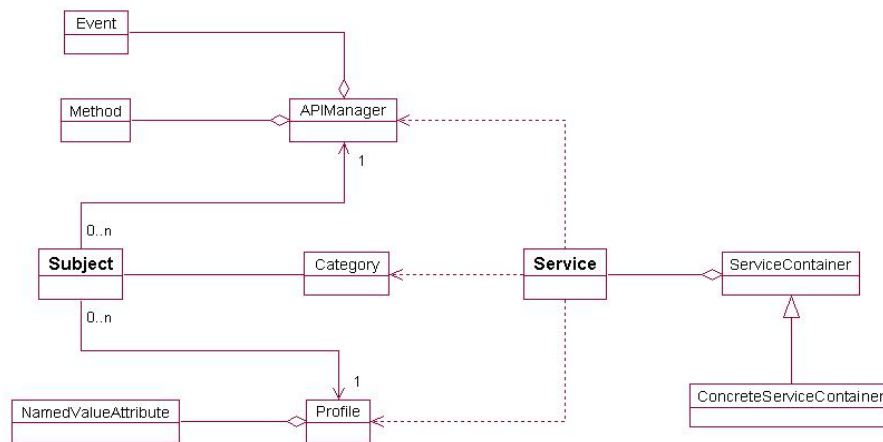 Event
Method
APIManager
1
0..n
Subject
Category
Service
ServiceContainer
0..n
1
NamedValueAttribute
Profile
ConcreteServiceContainer